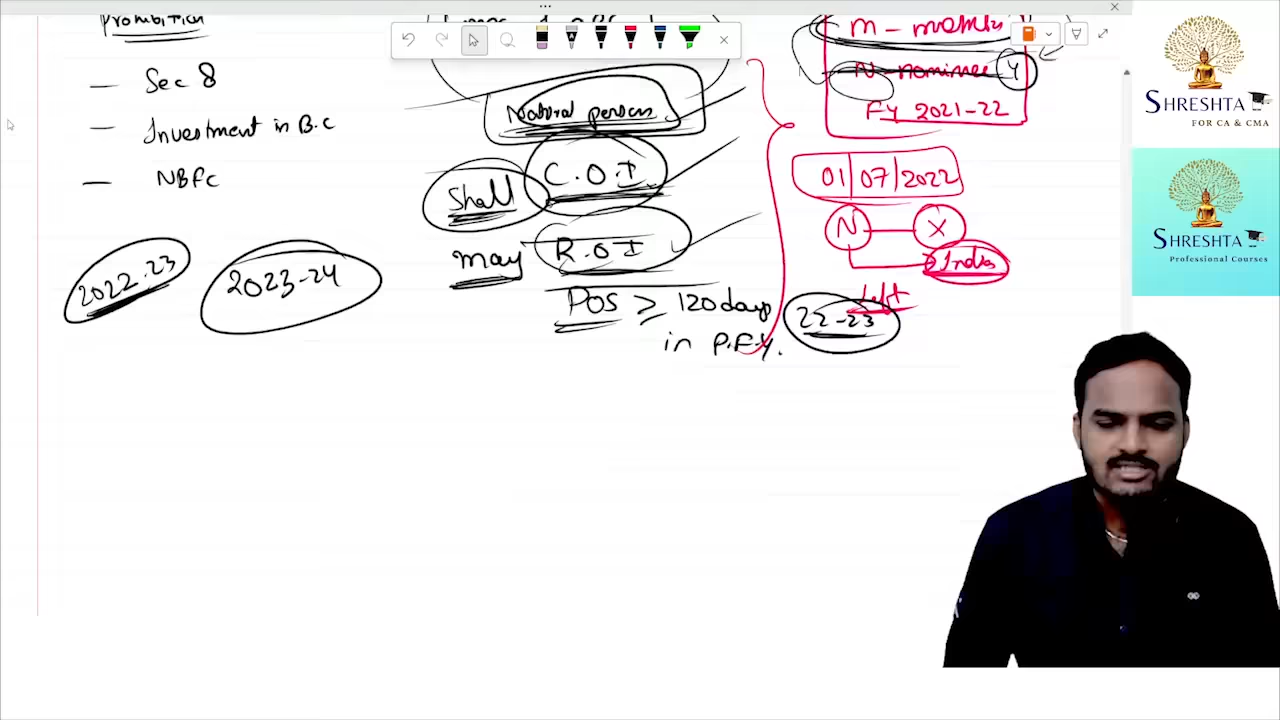 Prohibition
— Sec 8
— Investment in B.C
— NBFC
2022-23
2023-24
Natural person
Shall C.O.I
may R.O.I
POS ≥ 120 days
in P.F.Y.
M - member
N - nominee Y
FY 2021-22
01/07/2022
N X
India
left
22-23
SHRESHTA
FOR CA & CMA
SHRESHTA
Professional Courses